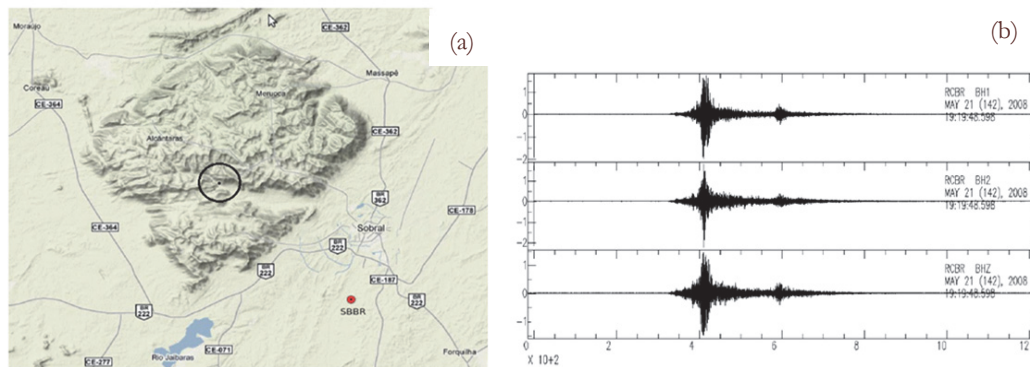 (a)
Moraújo
CE-362
Massapê
Coreaú
CE-364
Meruoca
Alcântaras
CE-362
BR
362
CE-178
CE-364
Sobral
BR
222
BR
222
CE-187
BR
222
SBBR
BR
222
Rio Jaibaras
CE-071
CE-277
Forquilha
(b)
RCBR BH1
MAY 21 (142), 2008
19:19:48.598
1
0
-1
-2
RCBR BH2
MAY 21 (142), 2008
19:19:48.598
1
0
-1
-2
RCBR BHZ
MAY 21 (142), 2008
19:19:48.598
1
0
-1
0 2 4 6 8 10 12
X 10+2